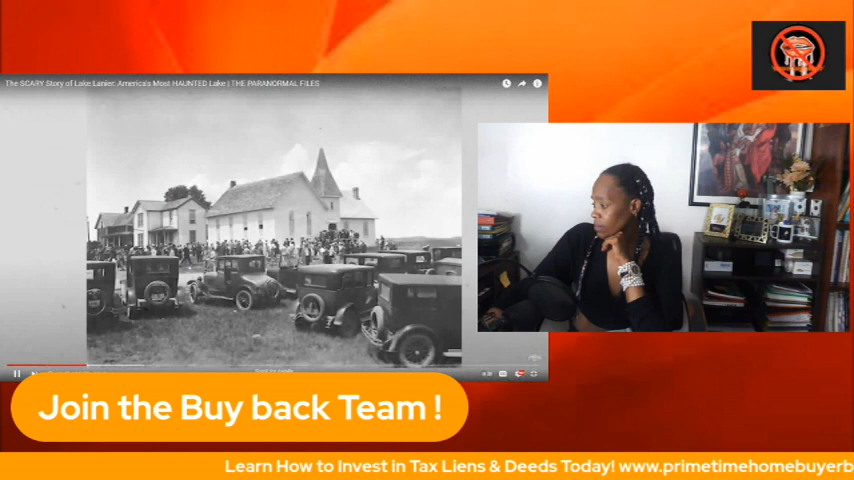 The SCARY Story of Lake Lanier: America's Most HAUNTED Lake | THE PARANORMAL FILES
Join the Buy back Team !
Learn How to Invest in Tax Liens & Deeds Today! www.primetimehomebuyerb